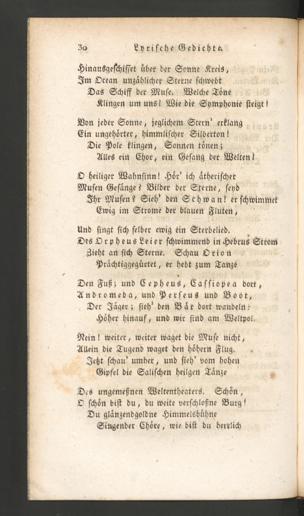 30 Lyrische Gedichte.
Hinausgeschiffet über der Sonne Kreis,
Im Ocean unzählicher Sterne schwebt
Das Schiff der Muse. Welche Töne
Klingen um uns! Wie die Symphonie steigt!
Von jeder Sonne, jeglichem Stern' erklang
Ein ungehörter, himmlischer Silberton!
Die Pole klingen, Sonnen tönen;
Alles ein Chor, ein Gesang der Welten!
O heiliger Wahnsinn! Hör' ich ätherischer
Musen Gesänge? Bilder der Sterne, seyd
Ihr Musen? Sieh' den Schwan! er schwimmet
Ewig im Strome der blauen Fluten,
Und singt sich selber ewig ein Sterbelied.
Des Orpheus Leier schwimmend in Hebrus Strom
Zieht an sich Sterne. Schau Orion
Prächtiggegürtet, er hebt zum Tanze
Den Fuß; und Cepheus, Cassiopea dort,
Andromeda, und Perseus und Boot,
Der Jäger; sieh' den Bär dort wandeln:
Höher hinauf, und wir sind am Weltpol.
Nein! weiter, weiter waget die Muse nicht,
Allein die Tugend waget den höhern Flug.
Jetzt schau' umher, und sieh' vom hohen
Gipfel die Salischen heilgen Tänze
Des ungemeßnen Weltentheaters. Schön,
O schön bist du, du weite verschloßne Burg!
Du glänzendgoldne Himmelsbühne
Singender Chöre, wie bist du herrlich